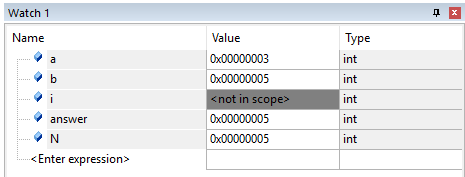 Watch 1
Name Value Type
a 0x00000003 int
b 0x00000005 int
i <not in scope> int
answer 0x00000005 int
N 0x00000005 int
<Enter expression>